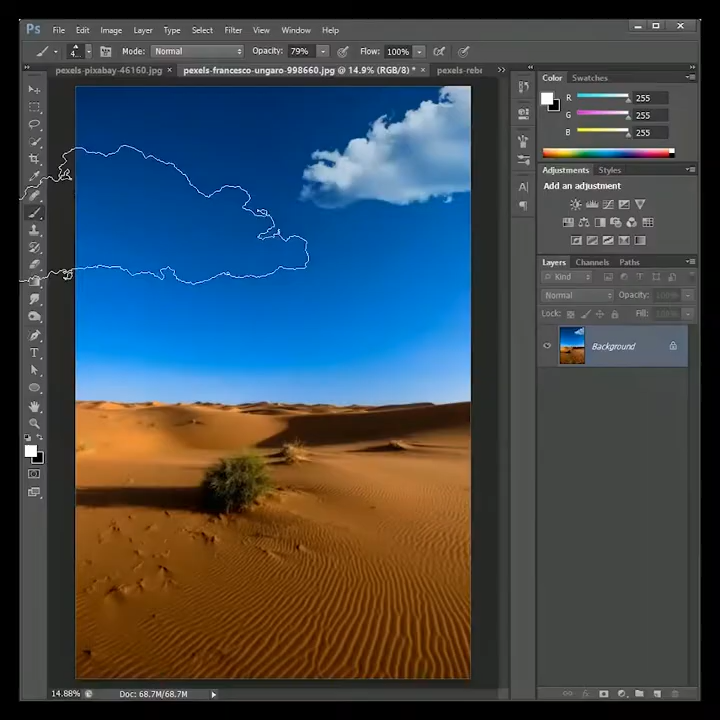 Ps File Edit Image Layer Type Select Filter View Window Help
Mode: Normal Opacity: 79% Flow: 100%
pexels-pixabay-46160.jpg × pexels-francesco-ungaro-998660.jpg @ 14.9% (RGB/8) * ×
Color Swatches
R 255
G 255
B 255
Adjustments Styles
Add an adjustment
Layers Channels Paths
Kind
Normal Opacity: 100%
Lock: Fill: 100%
Background
14.88% Doc: 68.7M/68.7M